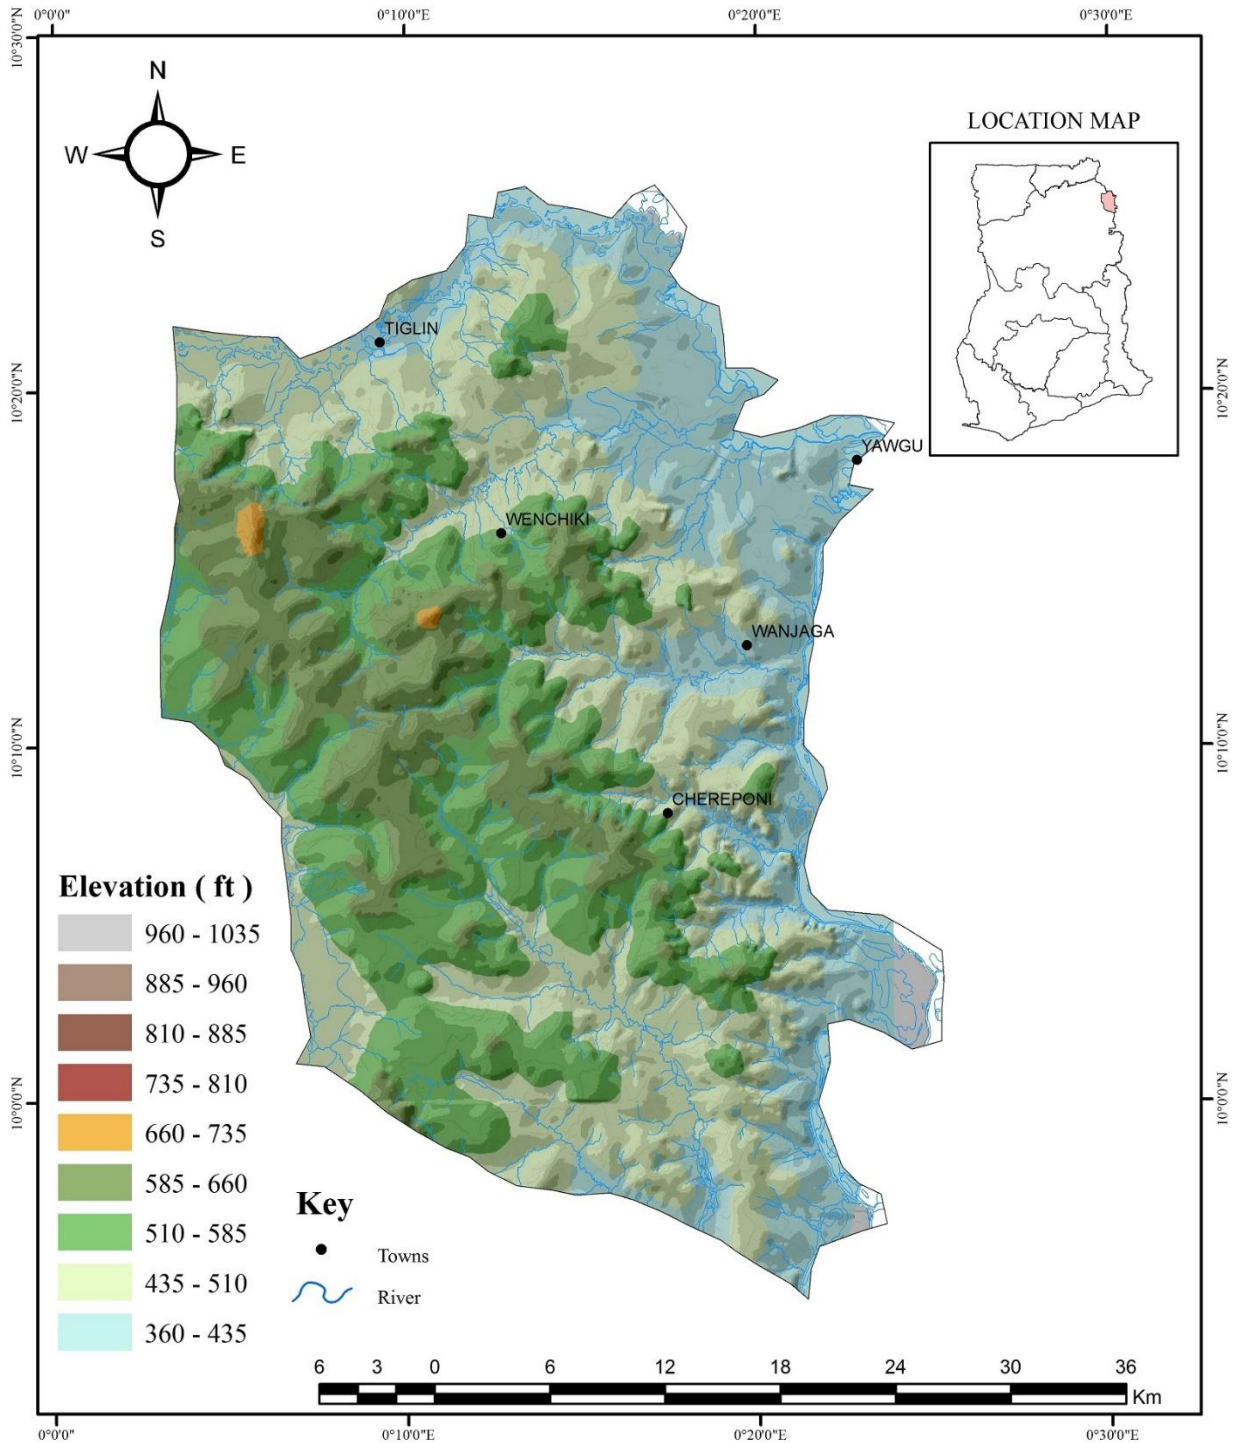 0°0'0" 0°10'0"E 0°20'0"E 0°30'0"E
10°30'0"N
N
W E
S
LOCATION MAP
TIGLIN
10°20'0"N 10°20'0"N
YAWGU
WENCHIKI
WANJAGA
10°10'0"N 10°10'0"N
CHEREPONI
Elevation ( ft )
960 - 1035
885 - 960
810 - 885
735 - 810
660 - 735
585 - 660
510 - 585
435 - 510
360 - 435
10°0'0"N 10°0'0"N
Key
Towns
River
6 3 0 6 12 18 24 30 36
Km
0°0'0" 0°10'0"E 0°20'0"E 0°30'0"E